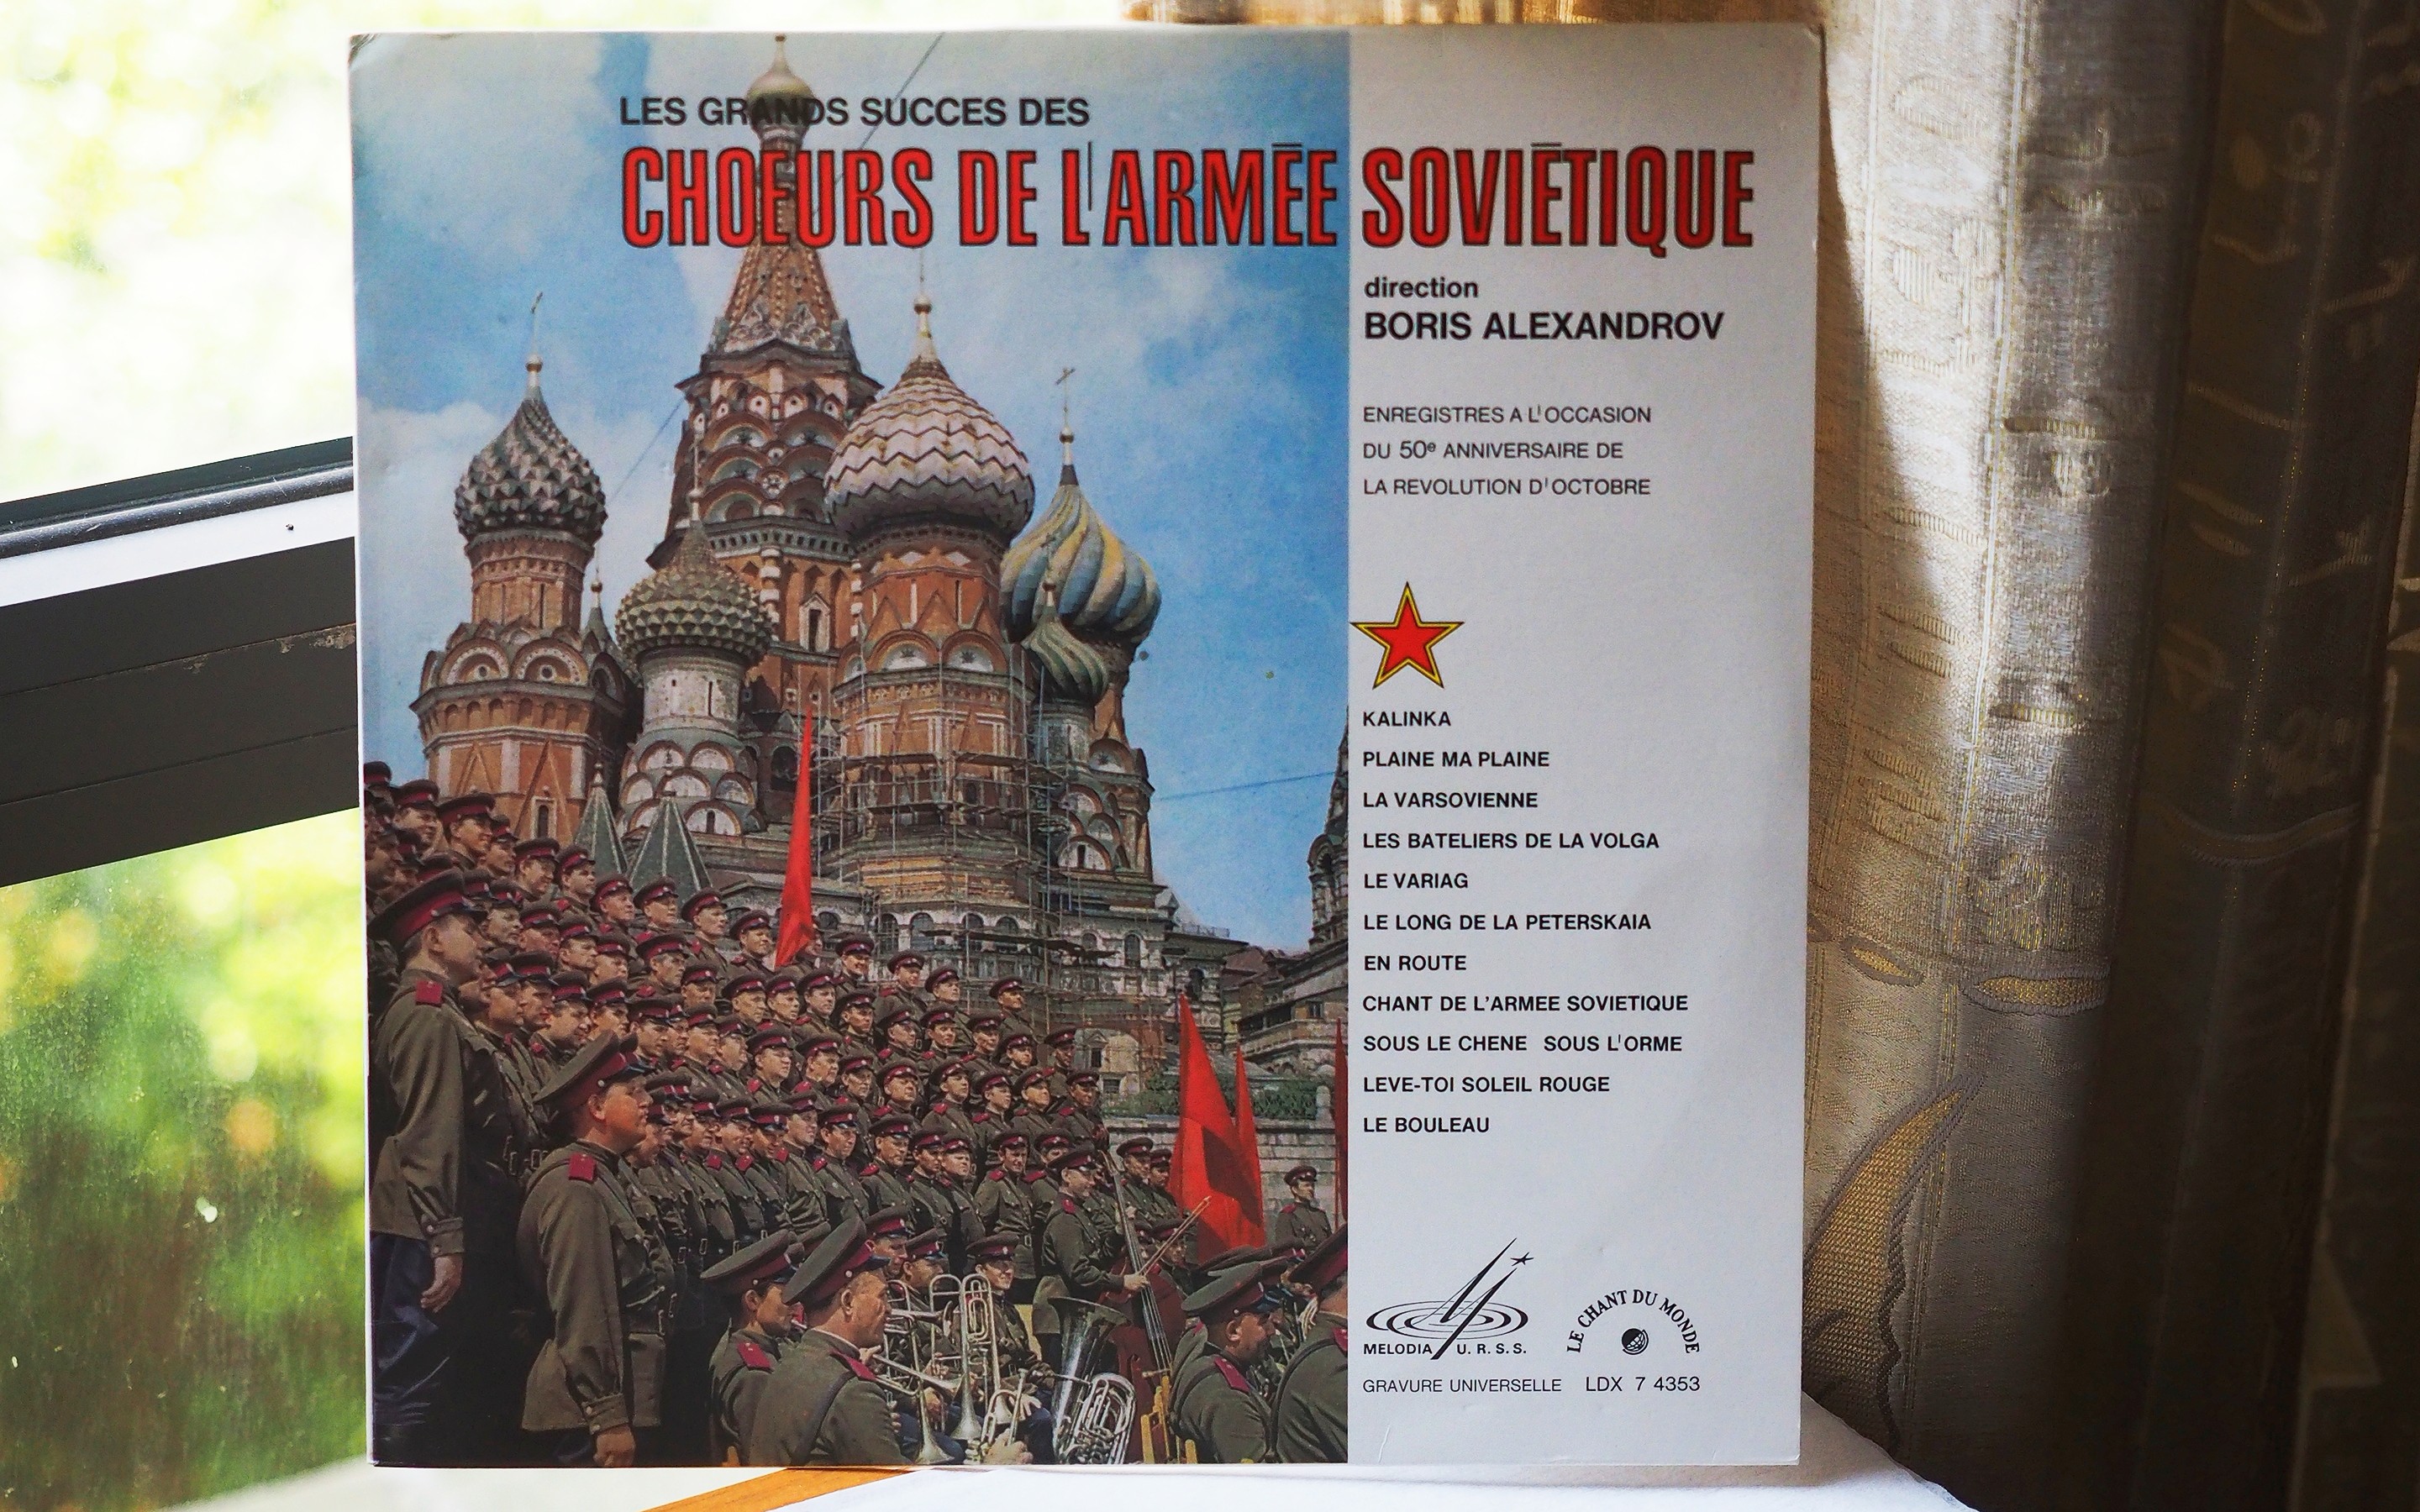 LES GRANDS SUCCES DES
CHOEURS DE L'ARMÉE SOVIÉTIQUE
direction
BORIS ALEXANDROV
ENREGISTRES A L'OCCASION
DU 50e ANNIVERSAIRE DE
LA REVOLUTION D'OCTOBRE
KALINKA
PLAINE MA PLAINE
LA VARSOVIENNE
LES BATELIERS DE LA VOLGA
LE VARIAG
LE LONG DE LA PETERSKAIA
EN ROUTE
CHANT DE L'ARMEE SOVIETIQUE
SOUS LE CHENE SOUS L'ORME
LEVE-TOI SOLEIL ROUGE
LE BOULEAU
MELODIA U.R.S.S.
LE CHANT DU MONDE
GRAVURE UNIVERSELLE LDX 7 4353